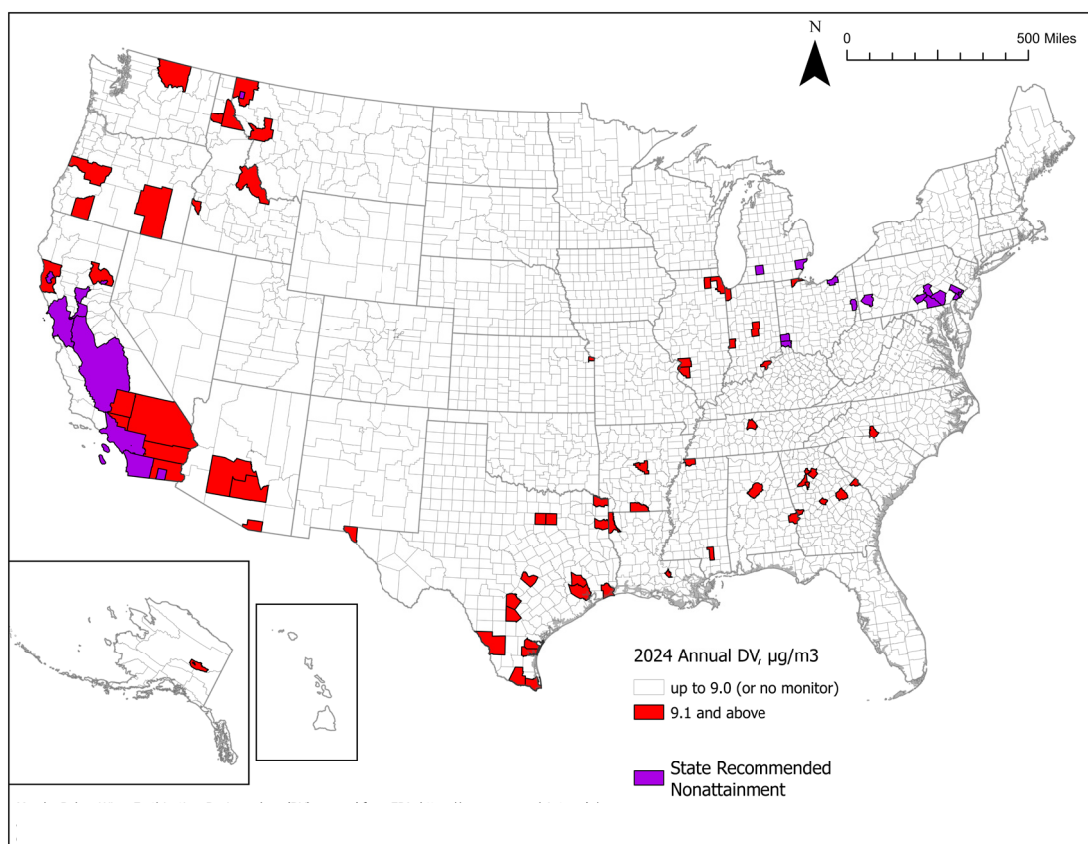 N
0 500 Miles
2024 Annual DV, µg/m3
up to 9.0 (or no monitor)
9.1 and above
State Recommended
Nonattainment